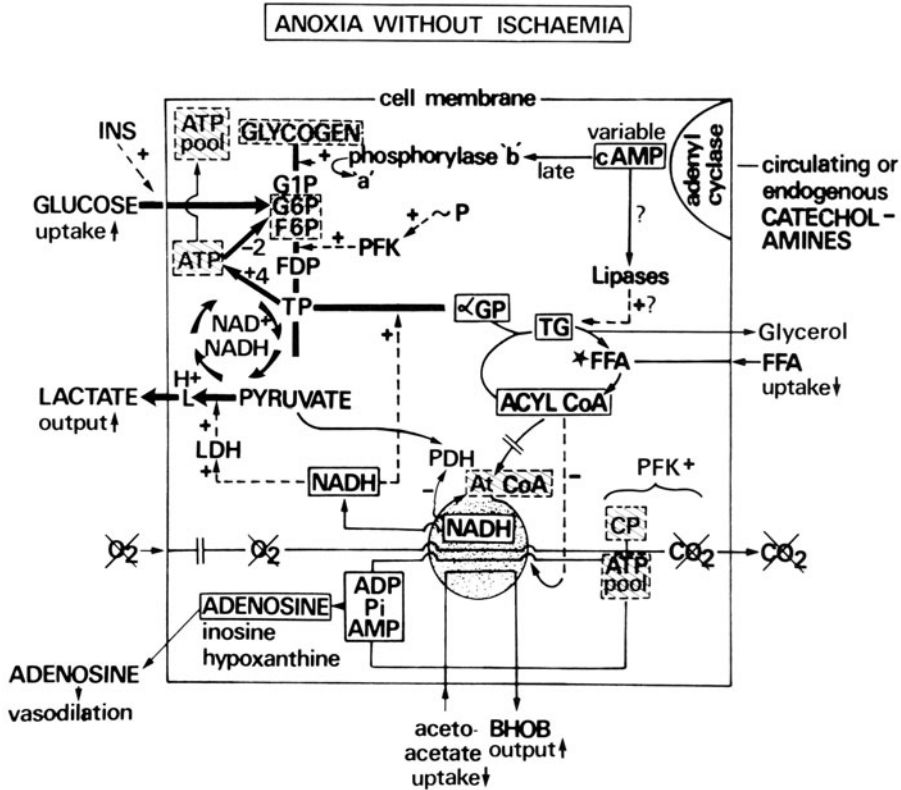 ANOXIA WITHOUT ISCHAEMIA
cell membrane
INS
+
ATP
pool
GLYCOGEN
+
phosphorylase 'b'
'a'
late
variable
cAMP
adenyl
cyclase
circulating or
endogenous
CATECHOL-
AMINES
GLUCOSE
uptake↑
G1P
G6P
F6P
+
~P
+
PFK
?
ATP
-2
+4
FDP
Lipases
+?
TP
αGP
TG
Glycerol
NAD+
NADH
+
*FFA
FFA
uptake↓
LACTATE
output↑
H+
L
PYRUVATE
ACYL CoA
+
LDH
+
NADH
PDH
-
At CoA
-
PFK+
NADH
CP
O2
O2
CO2
CO2
ATP
pool
ADP
Pi
AMP
ADENOSINE
inosine
hypoxanthine
ADENOSINE
vasodilation
aceto-
acetate
uptake↓
BHOB
output↑